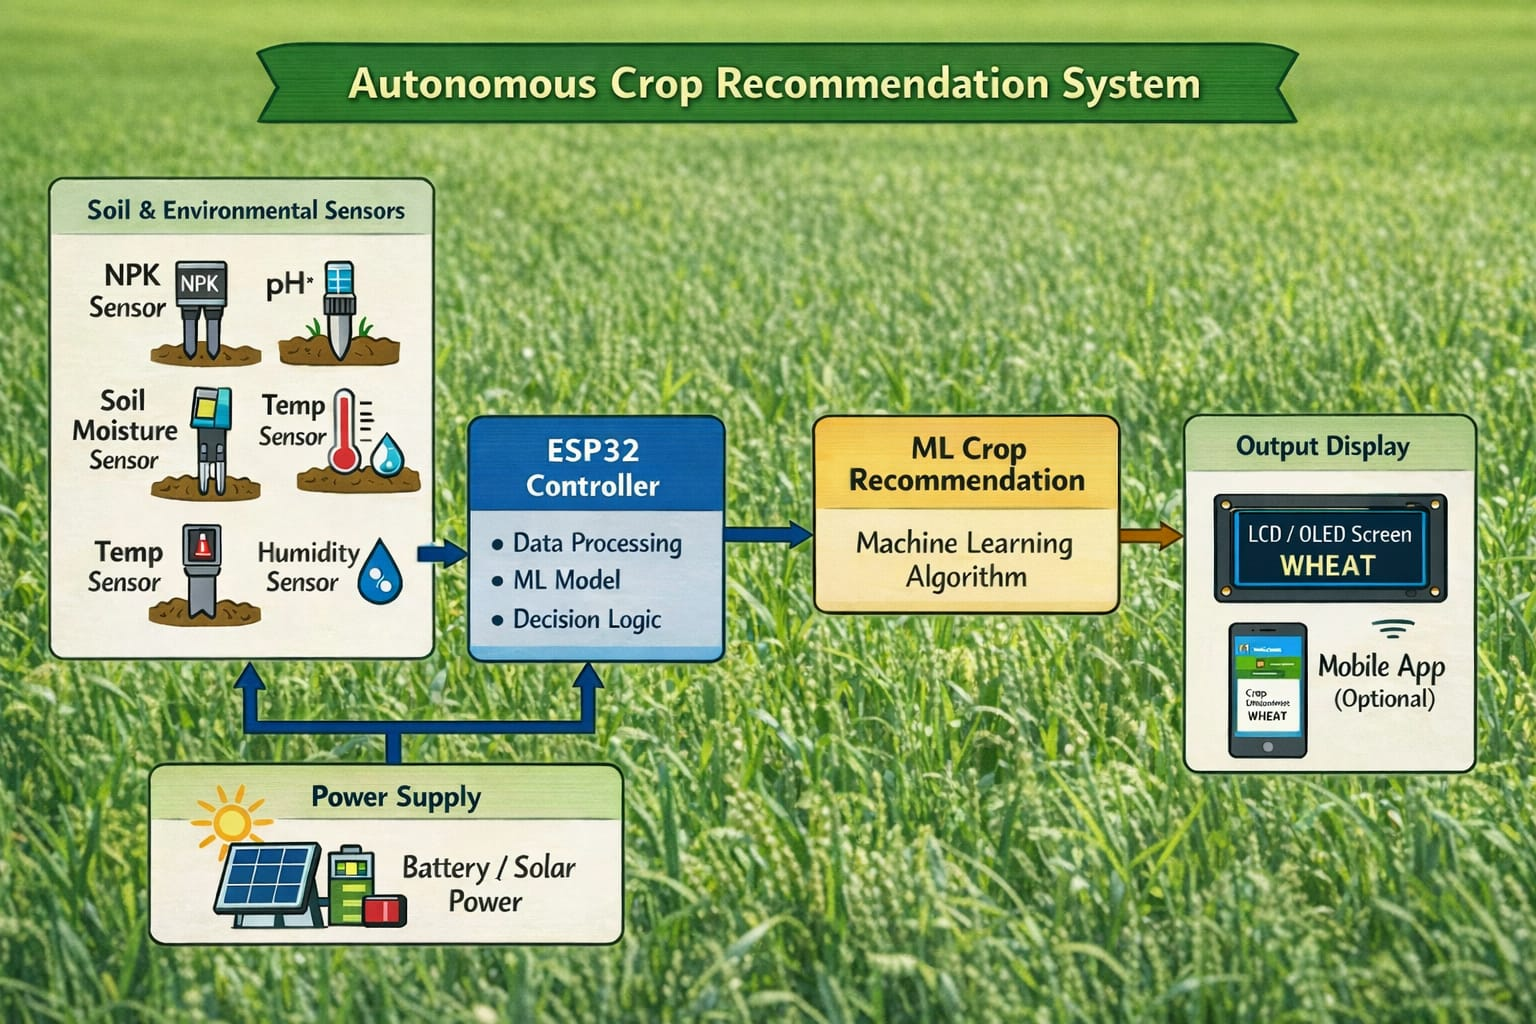 Autonomous Crop Recommendation System
Soil & Environmental Sensors
NPK
Sensor
NPK
pH*
Soil
Moisture
Sensor
Temp
Sensor
Temp
Sensor
Humidity
Sensor
ESP32
Controller
• Data Processing
• ML Model
• Decision Logic
ML Crop
Recommendation
Machine Learning
Algorithm
Output Display
LCD / OLED Screen
WHEAT
Mobile App
(Optional)
Crop
WHEAT
Power Supply
Battery / Solar
Power